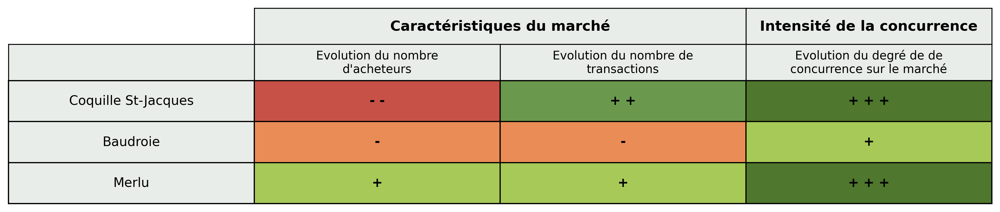 Caractéristiques du marché
Intensité de la concurrence
Evolution du nombre
d'acheteurs
Evolution du nombre de
transactions
Evolution du degré de de
concurrence sur le marché
Coquille St-Jacques
- -
+ +
+ + +
Baudroie
-
-
+
Merlu
+
+
+ + +